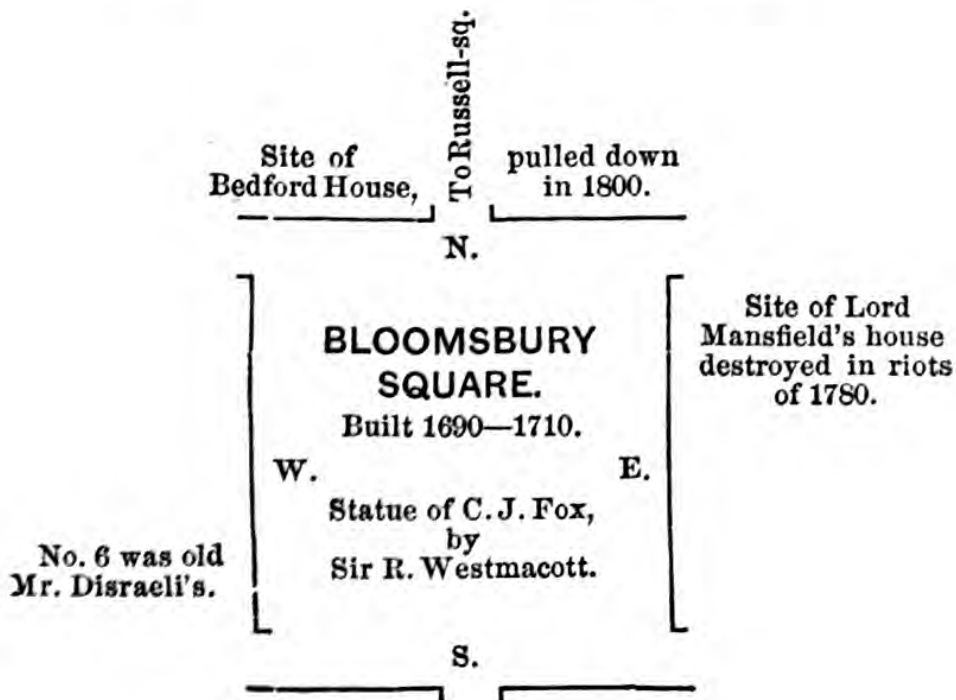 To Russell-sq.
Site of
Bedford House,
pulled down
in 1800.
N.
BLOOMSBURY
SQUARE.
Built 1690—1710.
W.
E.
Statue of C. J. Fox,
by
Sir R. Westmacott.
Site of Lord
Mansfield's house
destroyed in riots
of 1780.
No. 6 was old
Mr. Disraeli's.
S.